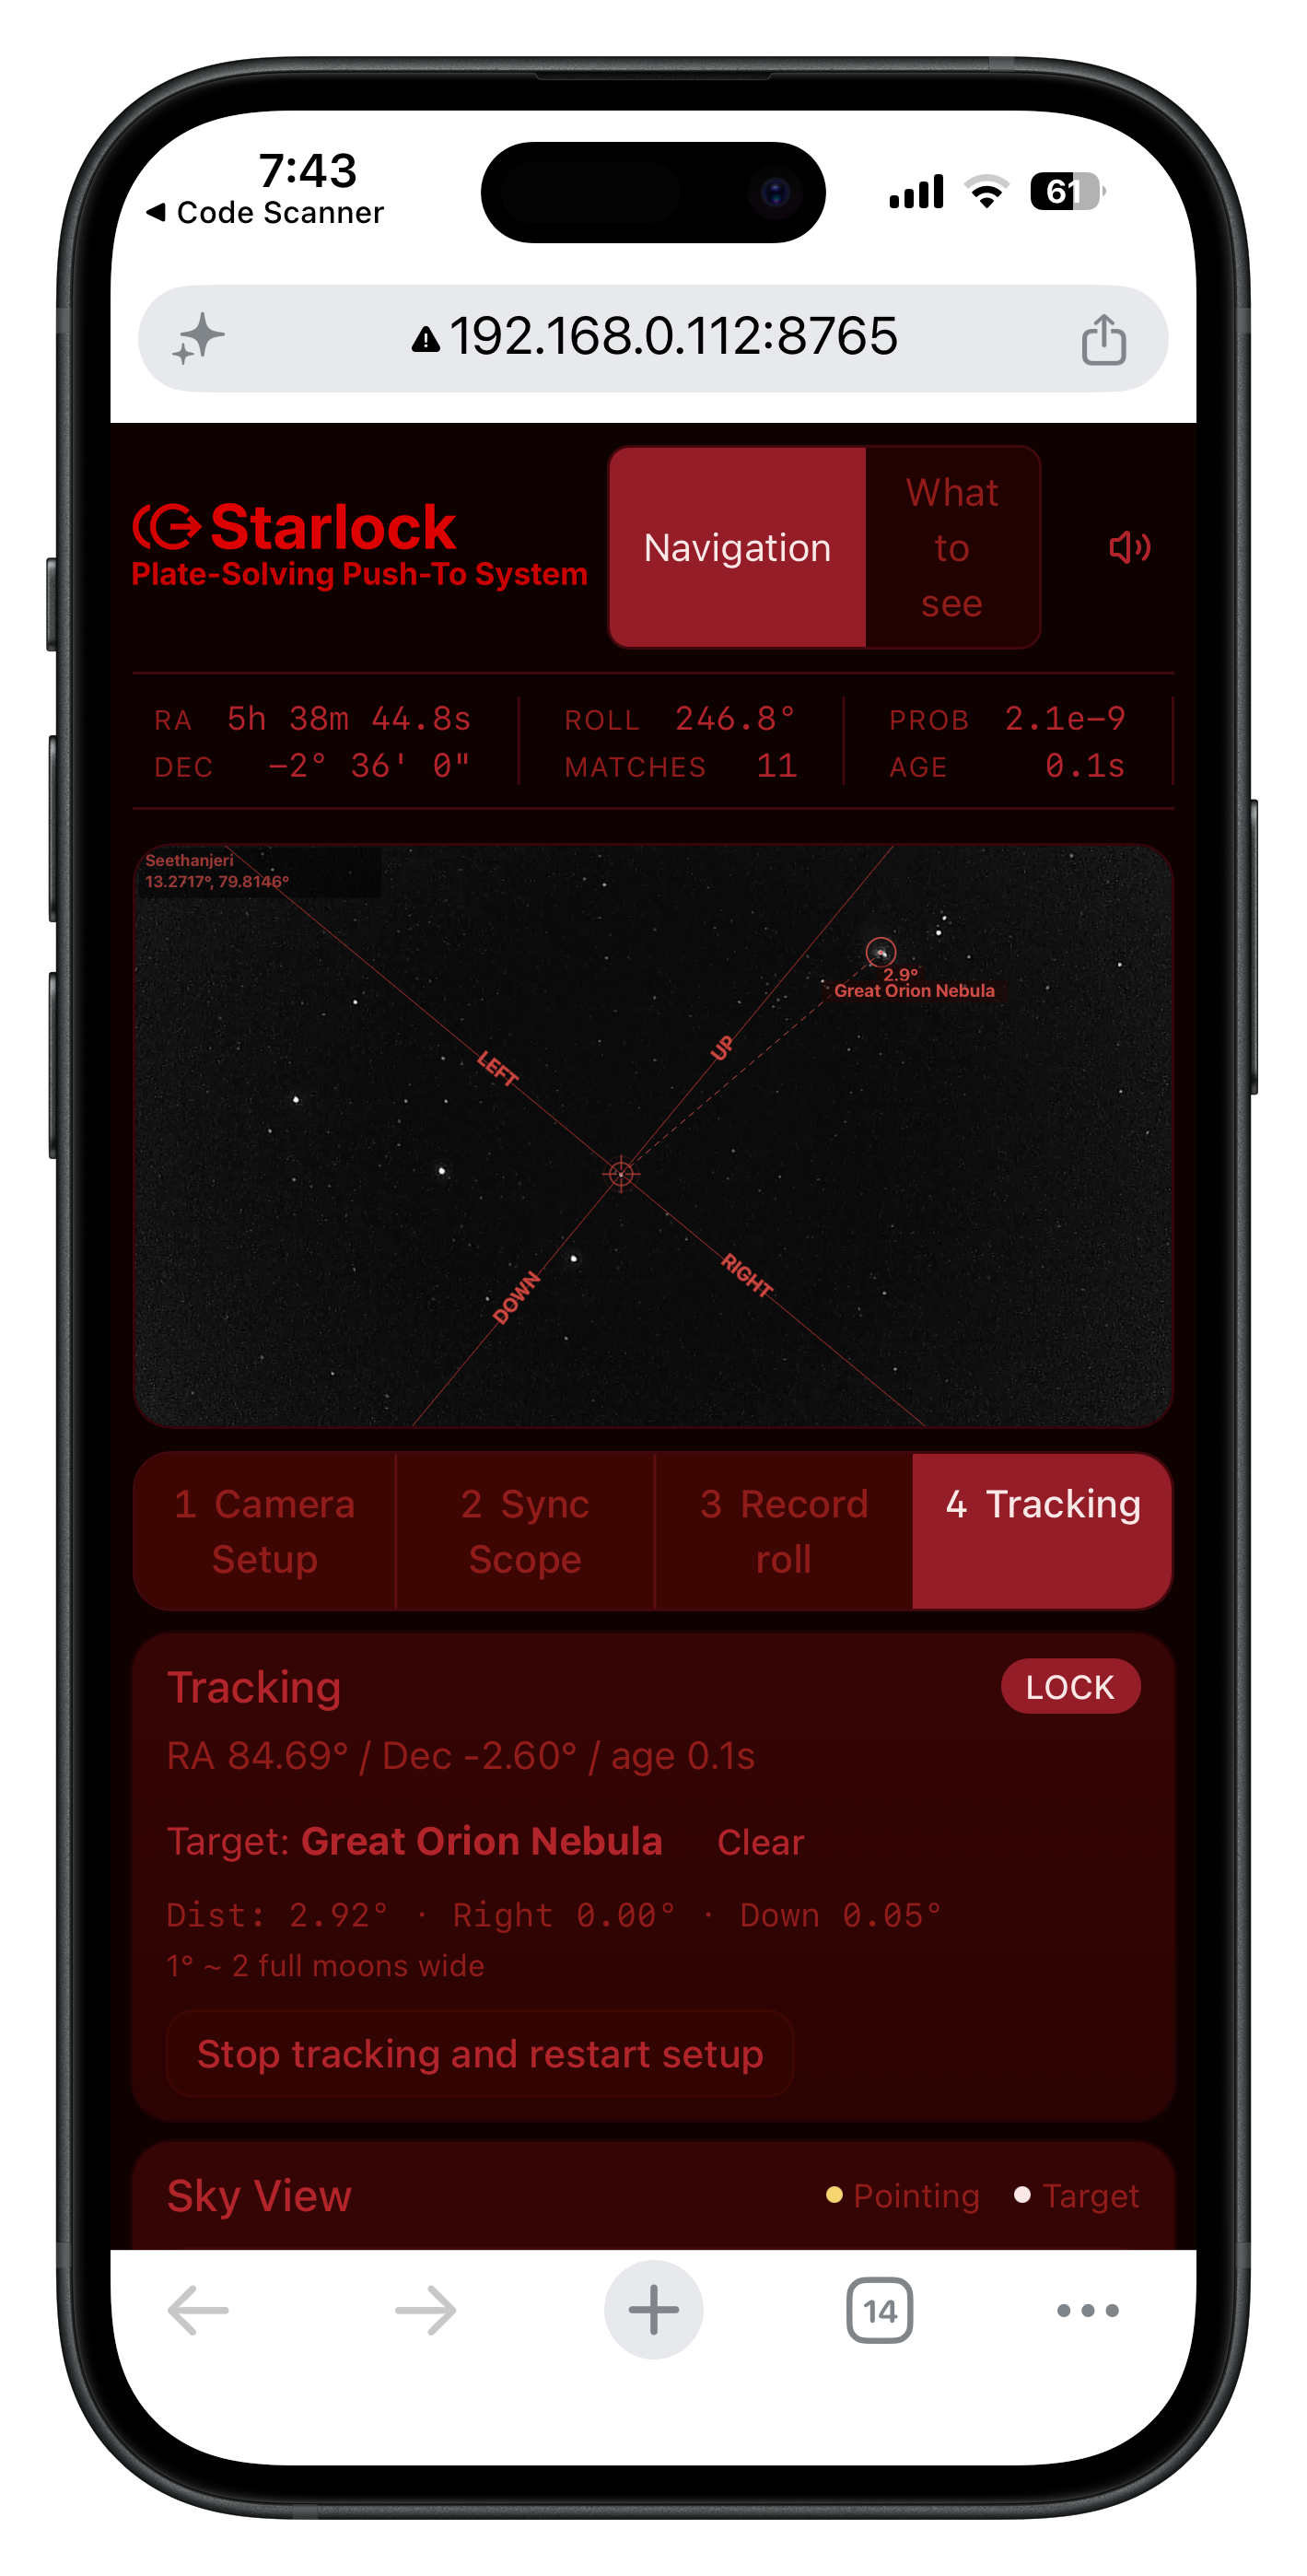 7:43
◀ Code Scanner
61
192.168.0.112:8765
Starlock
Plate-Solving Push-To System
Navigation
What
to
see
RA 5h 38m 44.8s
DEC −2° 36' 0"
ROLL 246.8°
MATCHES 11
PROB 2.1e−9
AGE 0.1s
Seethanjeri
13.2717°, 79.8146°
2.9°
Great Orion Nebula
LEFT
UP
DOWN
RIGHT
1 Camera
Setup
2 Sync
Scope
3 Record
roll
4 Tracking
Tracking
LOCK
RA 84.69° / Dec -2.60° / age 0.1s
Target: Great Orion Nebula Clear
Dist: 2.92° · Right 0.00° · Down 0.05°
1° ~ 2 full moons wide
Stop tracking and restart setup
Sky View
Pointing
Target
14